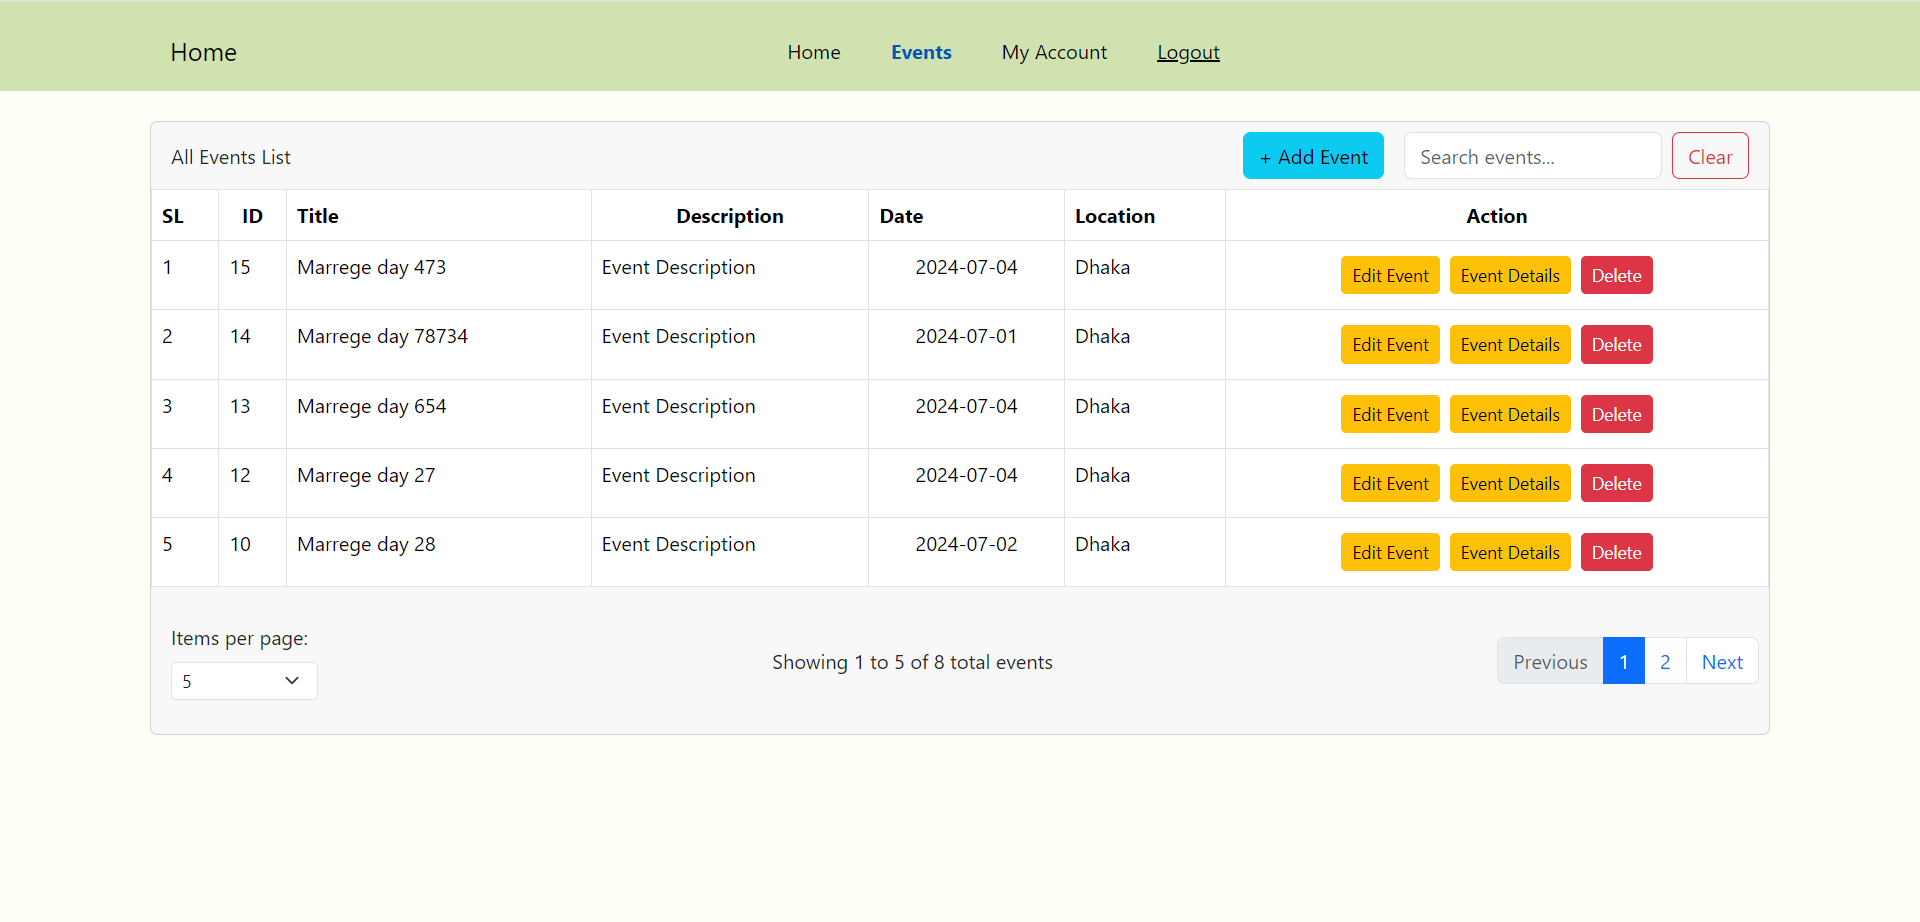 Home Home Events My Account Logout
All Events List + Add Event Search events... Clear
SL ID Title Description Date Location Action
1 15 Marrege day 473 Event Description 2024-07-04 Dhaka Edit Event Event Details Delete
2 14 Marrege day 78734 Event Description 2024-07-01 Dhaka Edit Event Event Details Delete
3 13 Marrege day 654 Event Description 2024-07-04 Dhaka Edit Event Event Details Delete
4 12 Marrege day 27 Event Description 2024-07-04 Dhaka Edit Event Event Details Delete
5 10 Marrege day 28 Event Description 2024-07-02 Dhaka Edit Event Event Details Delete
Items per page:
5
Showing 1 to 5 of 8 total events
Previous 1 2 Next